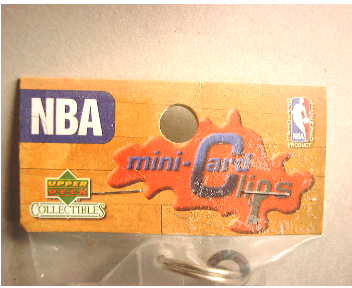 NBA
NBA
PRODUCT
mini-Card
Clips
UPPER
DECK
COLLECTIBLES